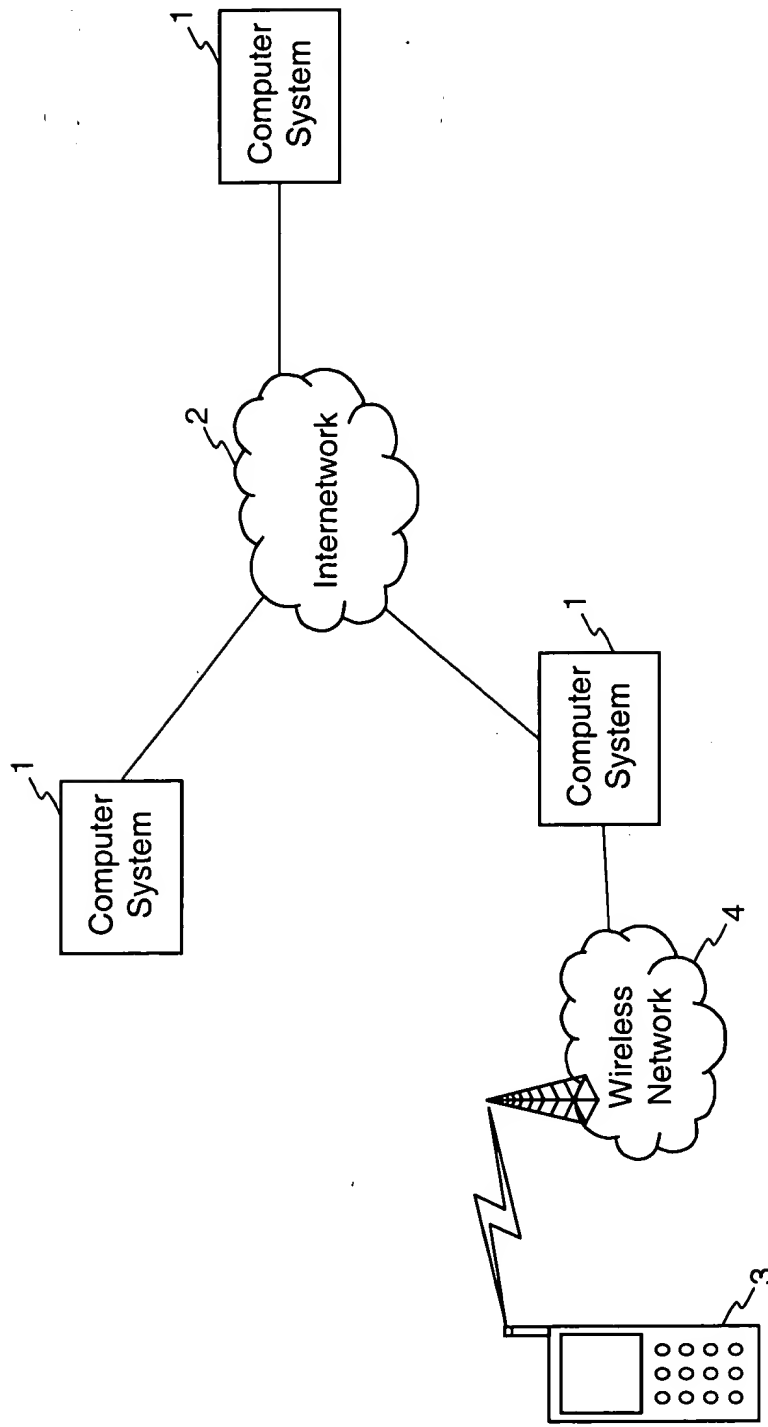 1
Computer
System
2
Internetwork
1
Computer
System
1
Computer
System
4
Wireless
Network
3